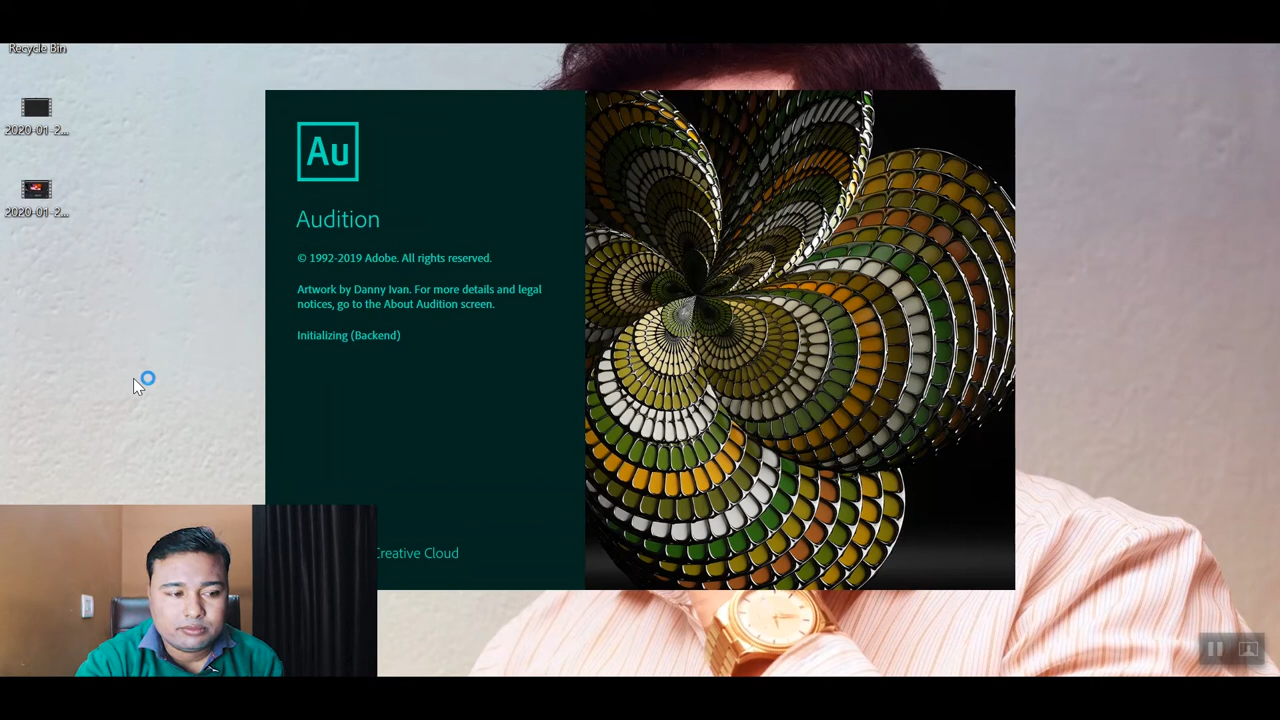 Recycle Bin
2020-01-2...
2020-01-2...
Au
Audition
© 1992-2019 Adobe. All rights reserved.
Artwork by Danny Ivan. For more details and legal
notices, go to the About Audition screen.
Initializing (Backend)
Creative Cloud